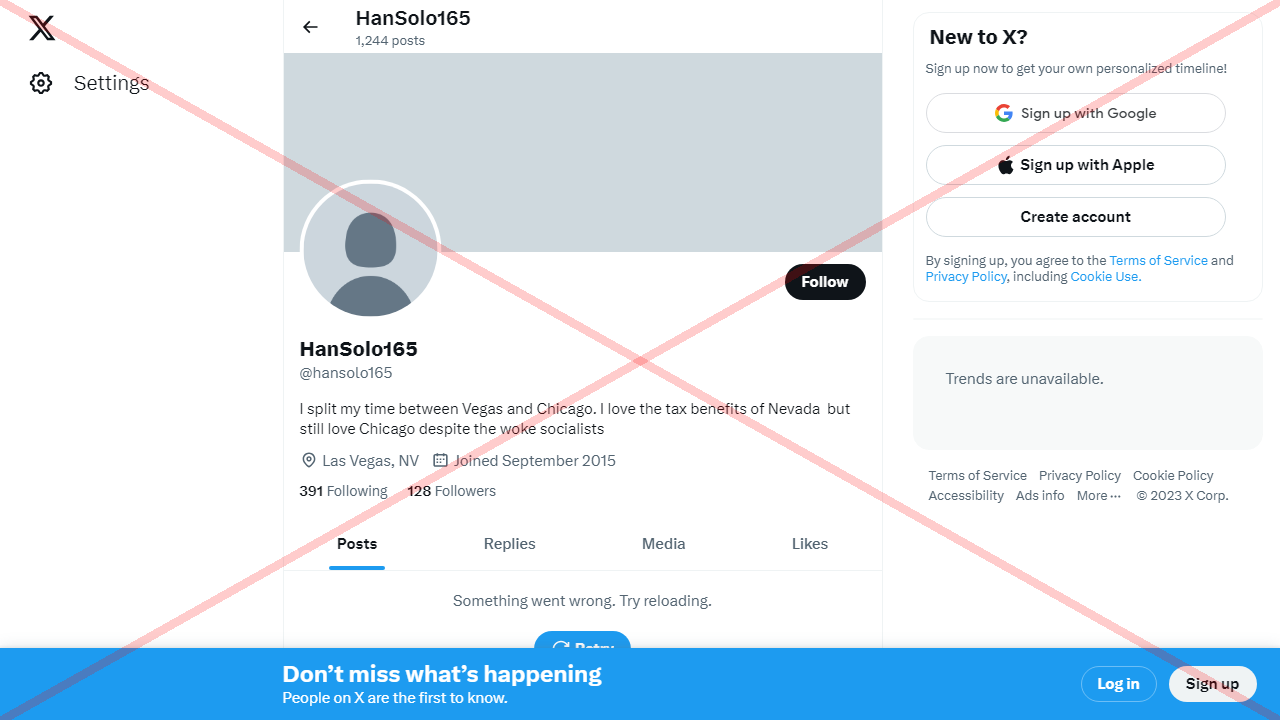 HanSolo165
1,244 posts
Settings
New to X?
Sign up now to get your own personalized timeline!
Sign up with Google
Sign up with Apple
Create account
By signing up, you agree to the Terms of Service and
Privacy Policy, including Cookie Use.
Follow
HanSolo165
@hansolo165
I split my time between Vegas and Chicago. I love the tax benefits of Nevada  but
still love Chicago despite the woke socialists
Las Vegas, NV Joined September 2015
391 Following 128 Followers
Trends are unavailable.
Terms of Service Privacy Policy Cookie Policy
Accessibility Ads info More ··· © 2023 X Corp.
Posts Replies Media Likes
Something went wrong. Try reloading.
Retry
Don’t miss what’s happening
People on X are the first to know.
Log in Sign up